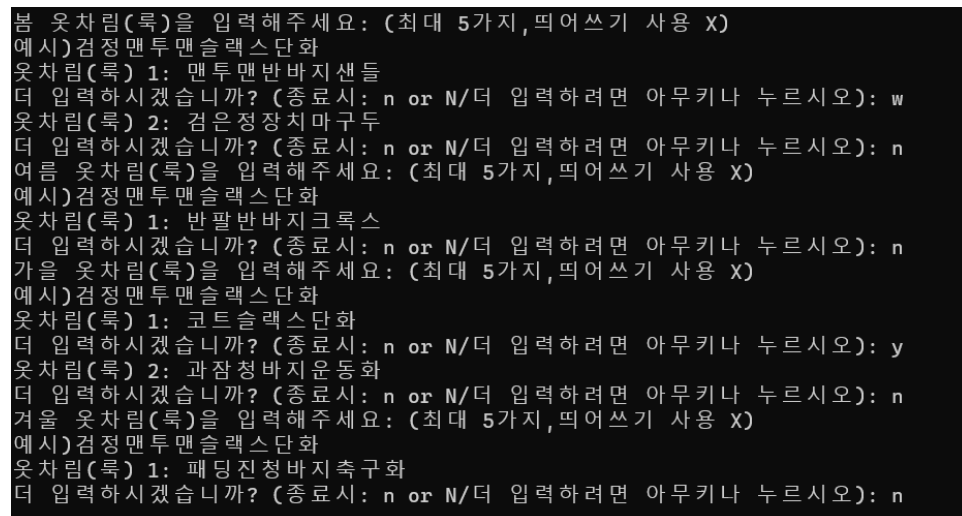 봄 옷차림(룩)을 입력해주세요: (최대 5가지,띄어쓰기 사용 X)
예시)검정맨투맨슬랙스단화
옷차림(룩) 1: 맨투맨반바지샌들
더 입력하시겠습니까? (종료시: n or N/더 입력하려면 아무키나 누르시오): w
옷차림(룩) 2: 검은정장치마구두
더 입력하시겠습니까? (종료시: n or N/더 입력하려면 아무키나 누르시오): n
여름 옷차림(룩)을 입력해주세요: (최대 5가지,띄어쓰기 사용 X)
예시)검정맨투맨슬랙스단화
옷차림(룩) 1: 반팔반바지크록스
더 입력하시겠습니까? (종료시: n or N/더 입력하려면 아무키나 누르시오): n
가을 옷차림(룩)을 입력해주세요: (최대 5가지,띄어쓰기 사용 X)
예시)검정맨투맨슬랙스단화
옷차림(룩) 1: 코트슬랙스단화
더 입력하시겠습니까? (종료시: n or N/더 입력하려면 아무키나 누르시오): y
옷차림(룩) 2: 과잠청바지운동화
더 입력하시겠습니까? (종료시: n or N/더 입력하려면 아무키나 누르시오): n
겨울 옷차림(룩)을 입력해주세요: (최대 5가지,띄어쓰기 사용 X)
예시)검정맨투맨슬랙스단화
옷차림(룩) 1: 패딩진청바지축구화
더 입력하시겠습니까? (종료시: n or N/더 입력하려면 아무키나 누르시오): n